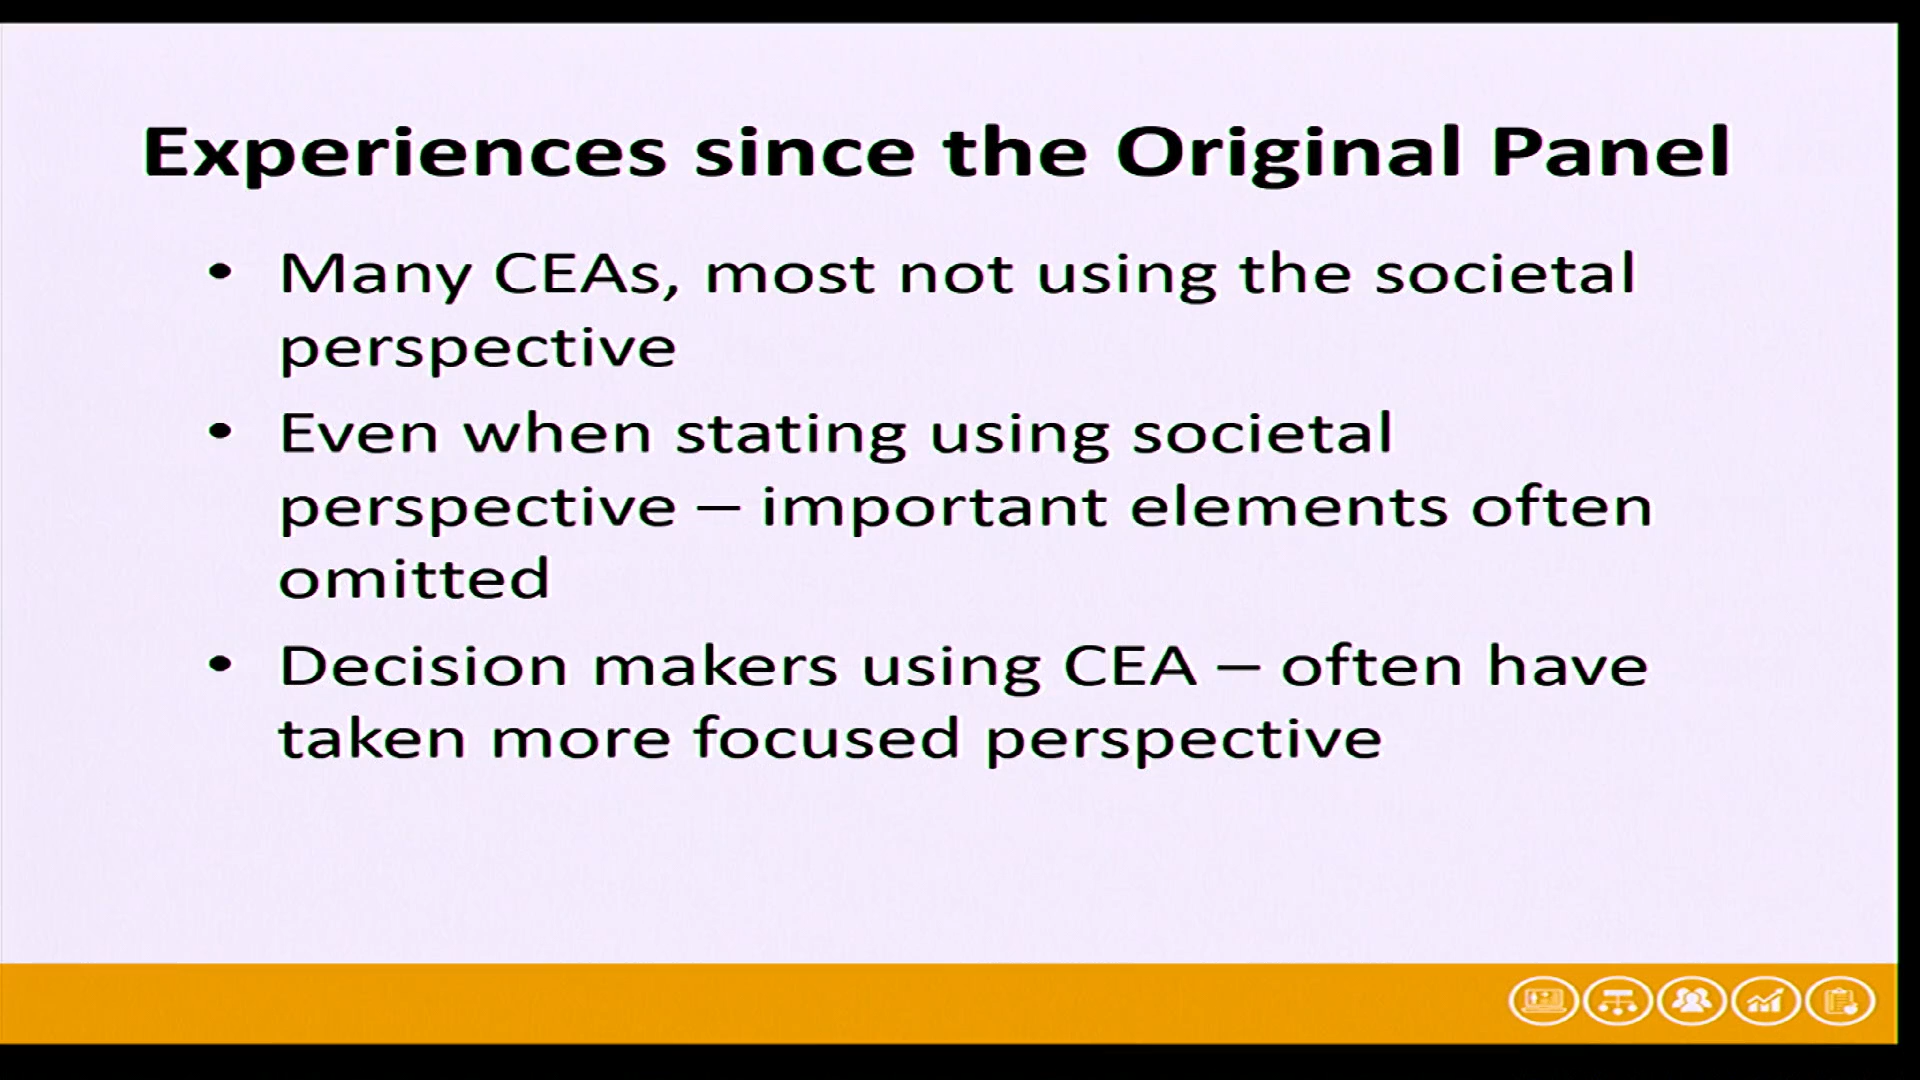 Experiences since the Original Panel
• Many CEAs, most not using the societal
perspective
• Even when stating using societal
perspective – important elements often
omitted
• Decision makers using CEA – often have
taken more focused perspective